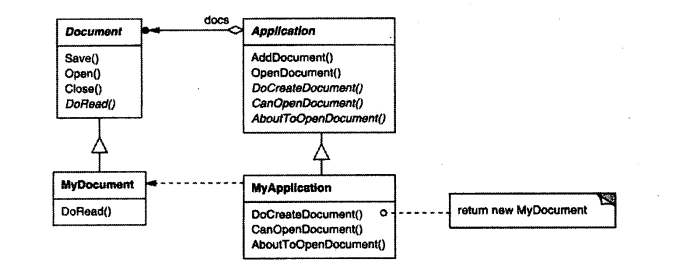 docs
Document
Save()
Open()
Close()
DoRead()
Application
AddDocument()
OpenDocument()
DoCreateDocument()
CanOpenDocument()
AboutToOpenDocument()
MyDocument
DoRead()
MyApplication
DoCreateDocument()
CanOpenDocument()
AboutToOpenDocument()
return new MyDocument